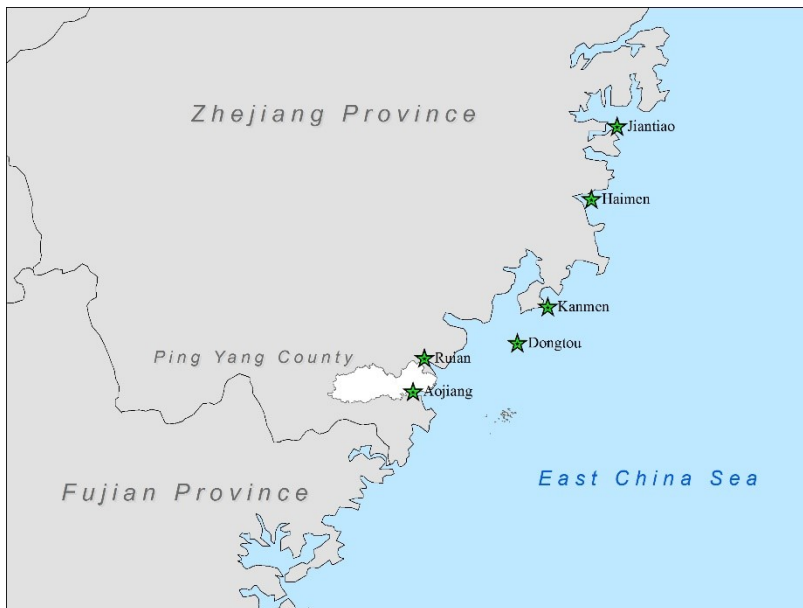 Zhejiang Province
Jiantiao
Haimen
Kanmen
Dongtou
Ping Yang County
Ruian
Aojiang
East China Sea
Fujian Province